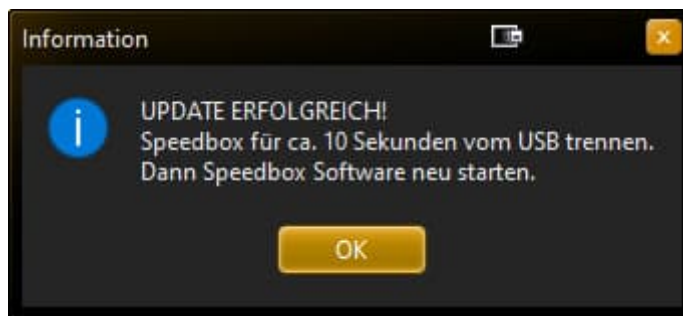 Information
UPDATE ERFOLGREICH!
Speedbox für ca. 10 Sekunden vom USB trennen.
Dann Speedbox Software neu starten.
OK